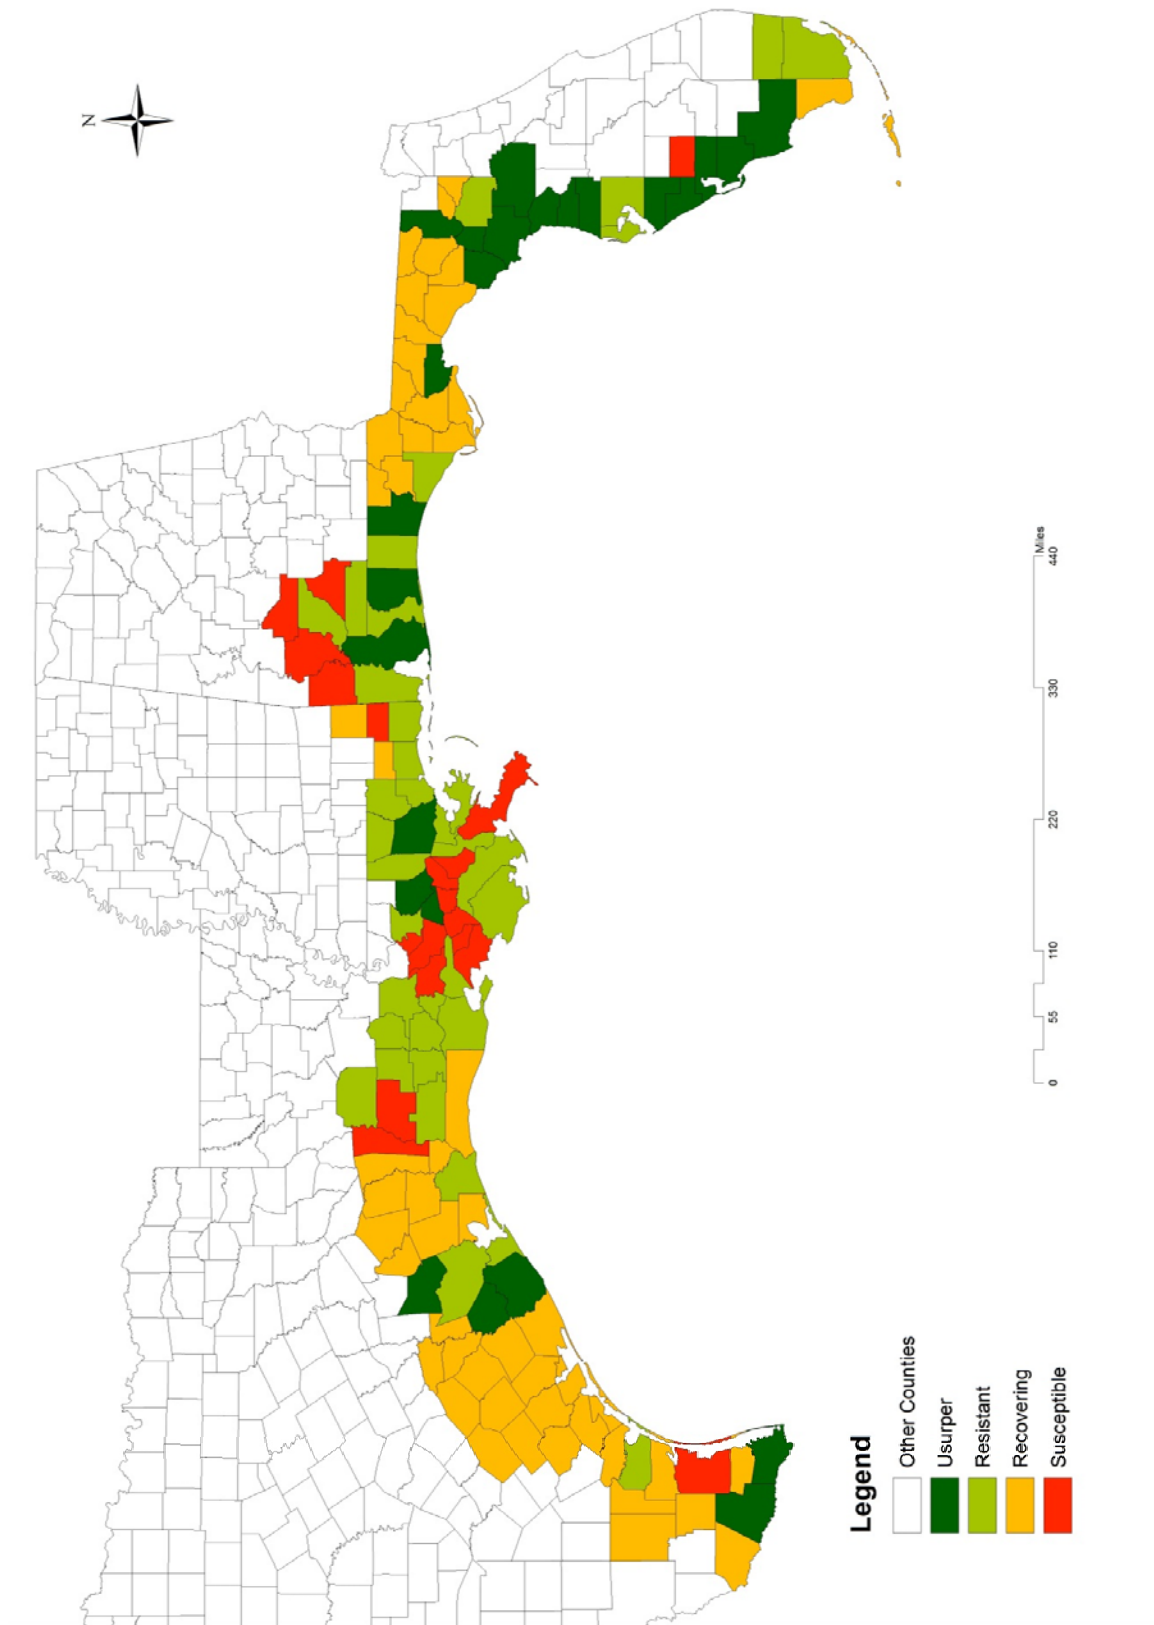 N
Miles
0 55 110 220 330 440
Legend
Other Counties
Usurper
Resistant
Recovering
Susceptible